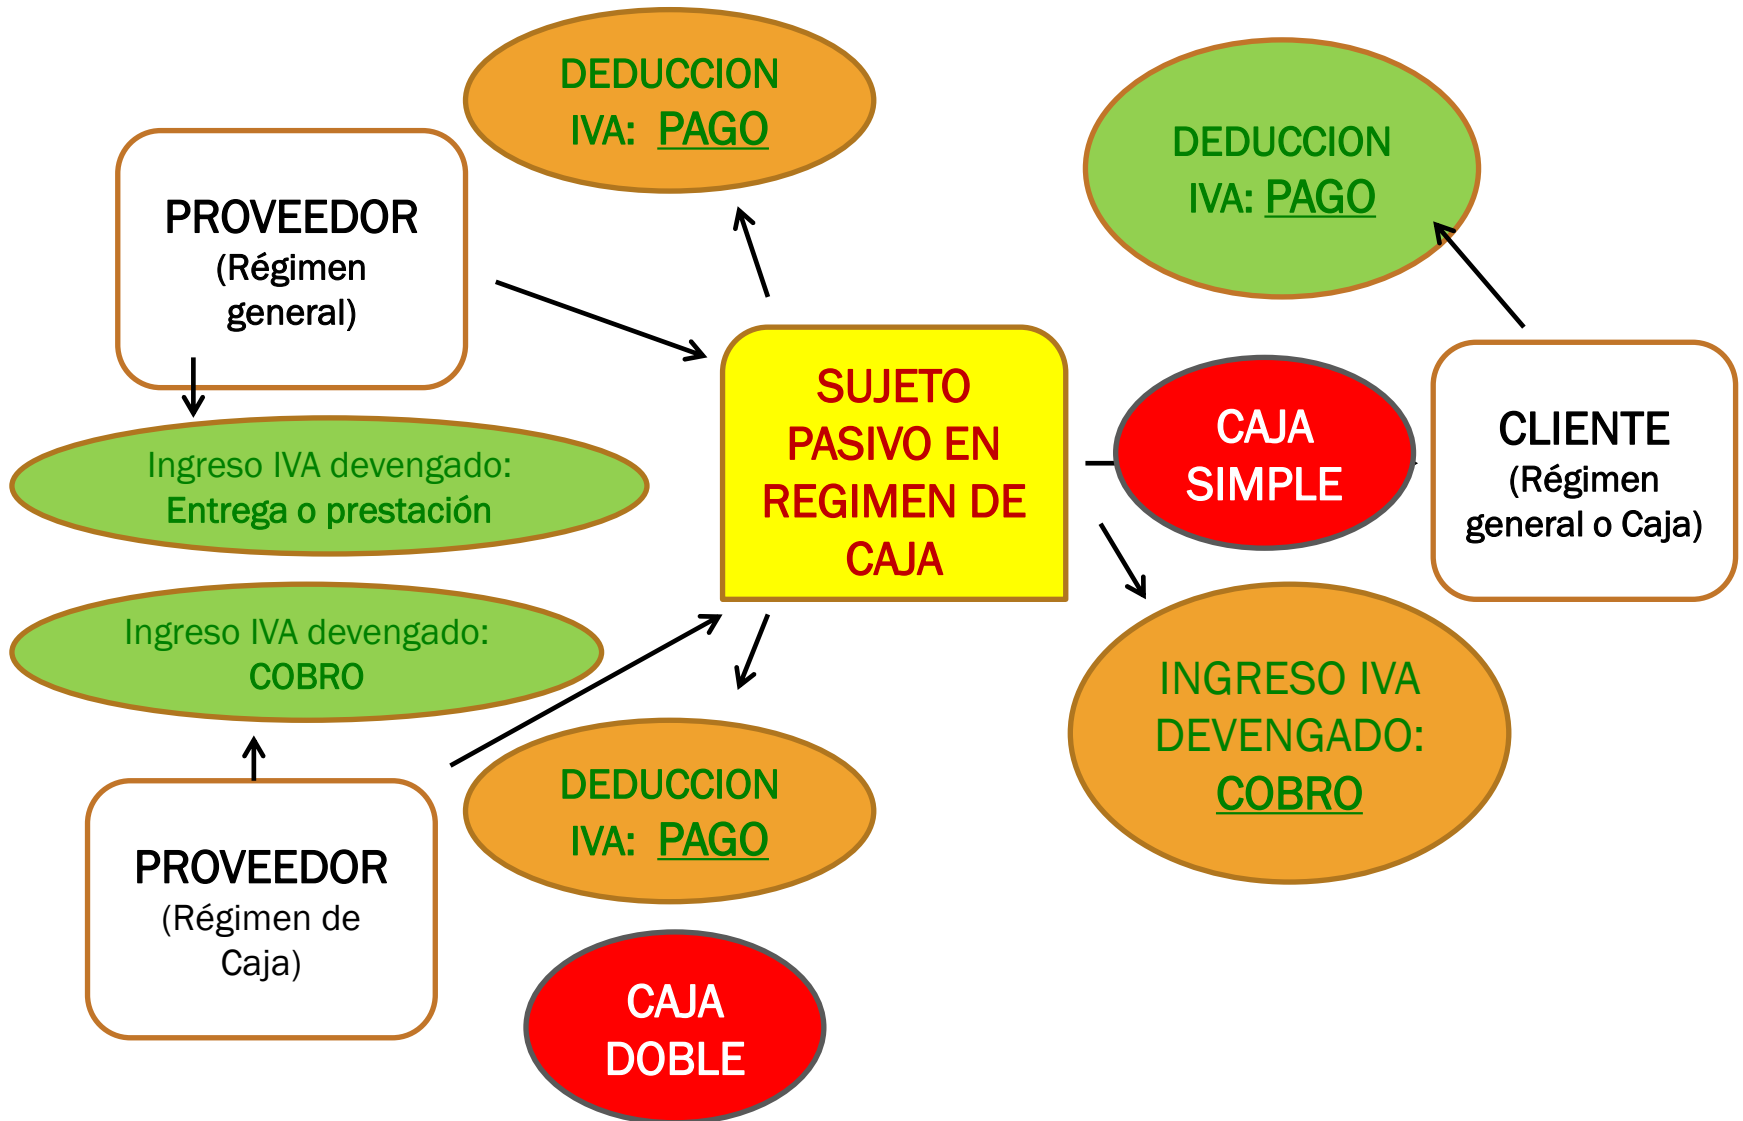 DEDUCCION
IVA: PAGO
DEDUCCION
IVA: PAGO
PROVEEDOR
(Régimen
general)
SUJETO
PASIVO EN
REGIMEN DE
CAJA
CAJA
SIMPLE
CLIENTE
(Régimen
general o Caja)
Ingreso IVA devengado:
Entrega o prestación
Ingreso IVA devengado:
COBRO
INGRESO IVA
DEVENGADO:
COBRO
DEDUCCION
IVA: PAGO
PROVEEDOR
(Régimen de
Caja)
CAJA
DOBLE